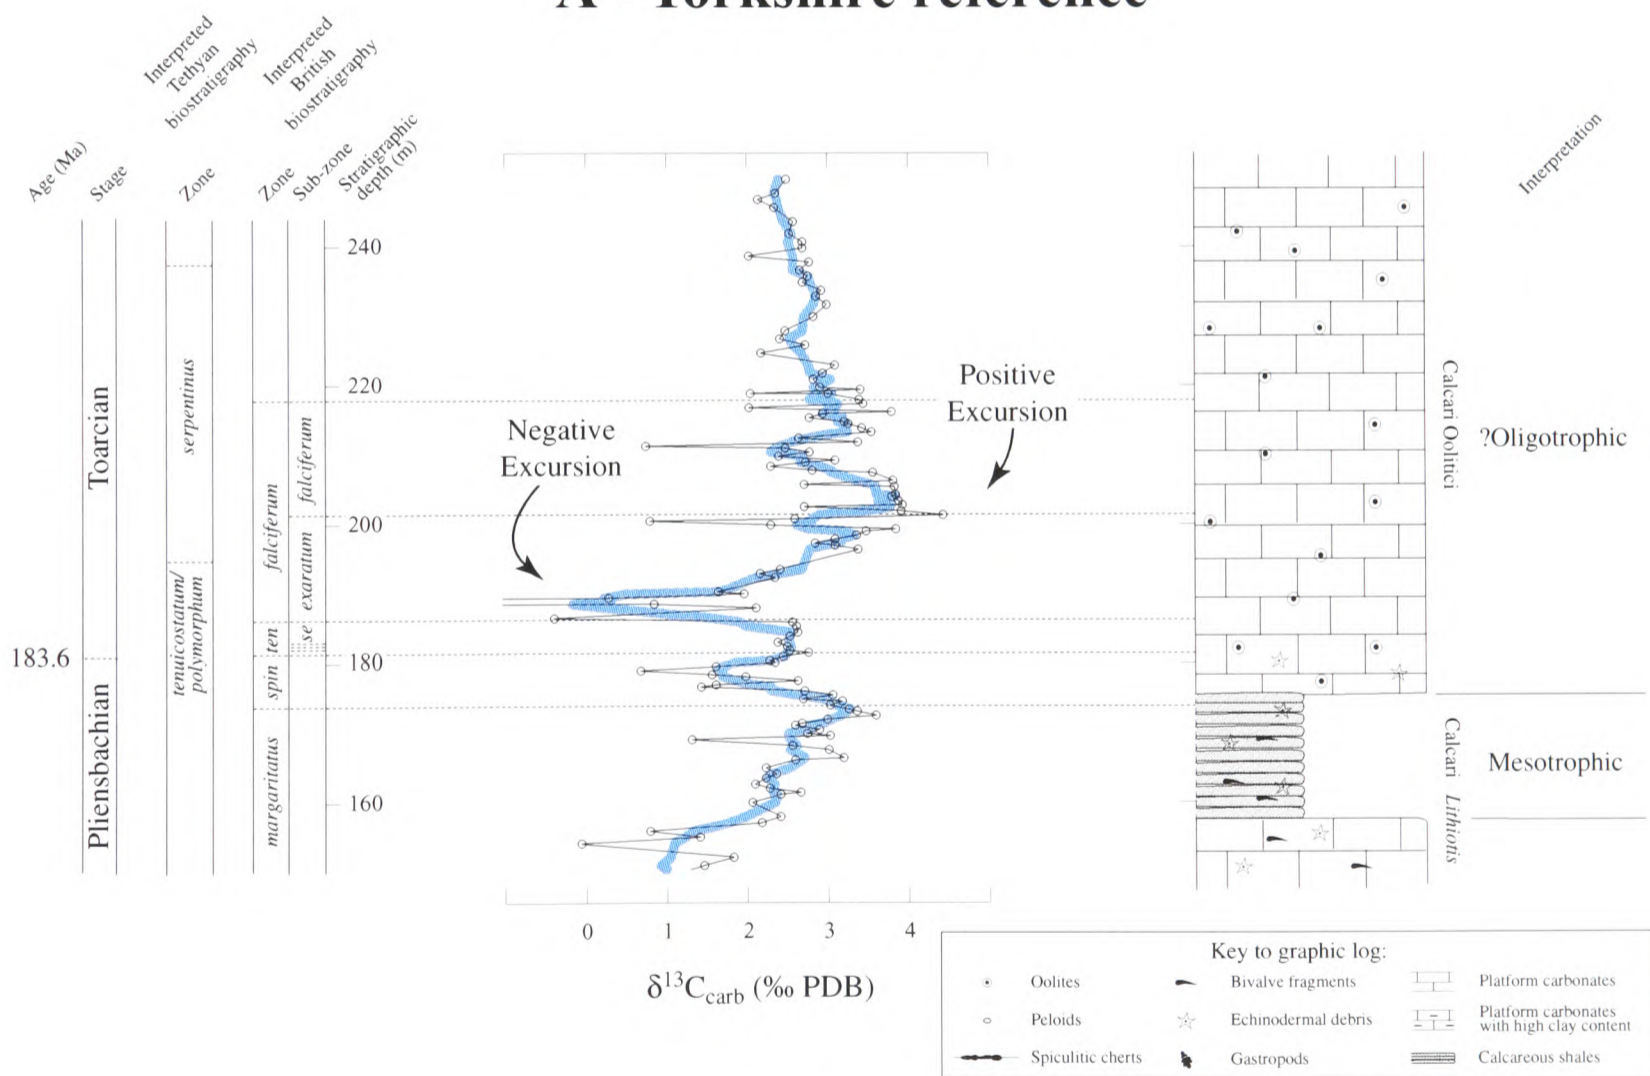 A Yorkshire reference
Interpreted
Tethyan
biostratigraphy
Interpreted
British
biostratigraphy
Age (Ma)
Stage
Zone
Zone
Sub-zone
Stratigraphic
depth (m)
Interpretation
240
220
200
180
160
183.6
Toarcian
Pliensbachian
serpentinus
tenuicostatum/
polymorphum
falciferum
ten
spin
margaritatus
falciferum
exaratum
se
Negative
Excursion
Positive
Excursion
Calcari Oolitici
Calcari Lithiotis
?Oligotrophic
Mesotrophic
0 1 2 3 4
δ13Ccarb (‰ PDB)
Key to graphic log:
Oolites
Bivalve fragments
Platform carbonates
Peloids
Echinodermal debris
Platform carbonates
with high clay content
Spiculitic cherts
Gastropods
Calcareous shales